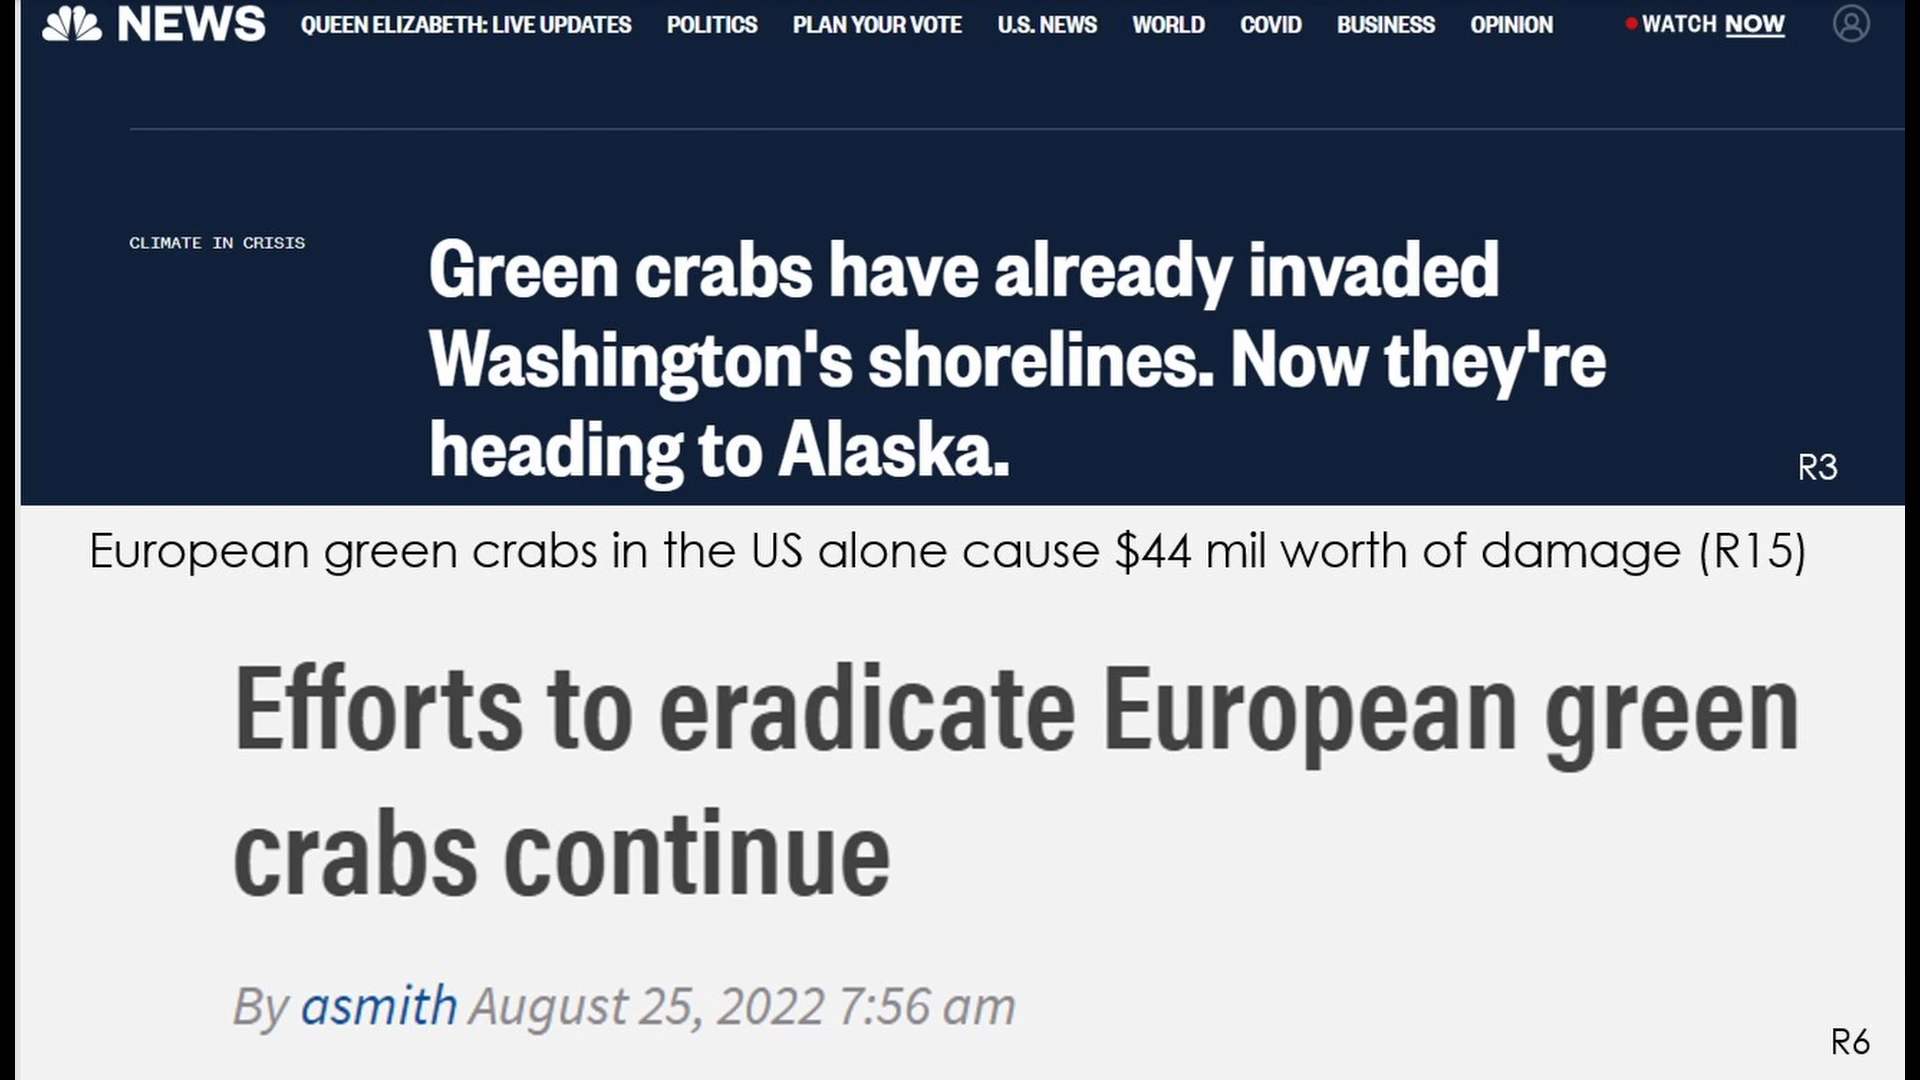 NEWS QUEEN ELIZABETH: LIVE UPDATES POLITICS PLAN YOUR VOTE U.S. NEWS WORLD COVID BUSINESS OPINION WATCH NOW
CLIMATE IN CRISIS
Green crabs have already invaded
Washington's shorelines. Now they're
heading to Alaska.
R3
European green crabs in the US alone cause $44 mil worth of damage (R15)
Efforts to eradicate European green
crabs continue
By asmith August 25, 2022 7:56 am
R6